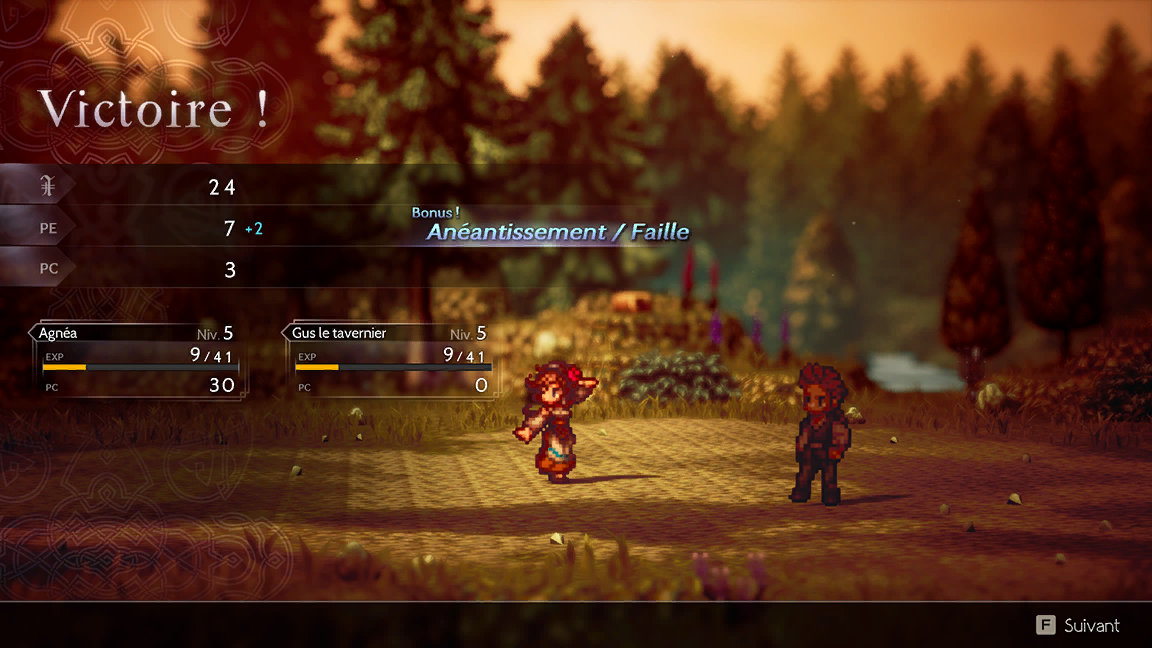 Victoire !
24
PE 7 +2
Bonus !
Anéantissement / Faille
PC 3
Agnéa Niv. 5
EXP 9/41
PC 30
Gus le tavernier Niv. 5
EXP 9/41
PC 0
F Suivant